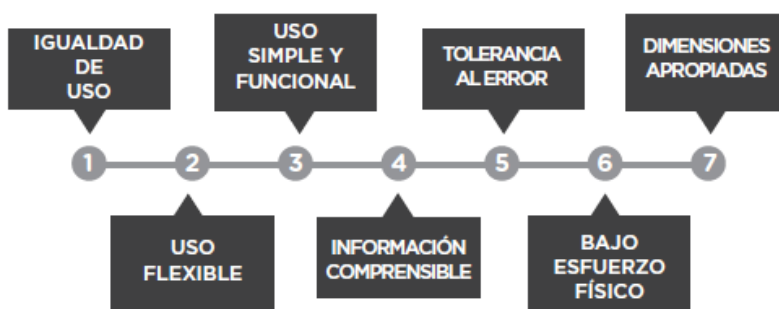 IGUALDAD
DE
USO
USO
SIMPLE Y
FUNCIONAL
TOLERANCIA
AL ERROR
DIMENSIONES
APROPIADAS
1
2
3
4
5
6
7
USO
FLEXIBLE
INFORMACIÓN
COMPRENSIBLE
BAJO
ESFUERZO
FÍSICO